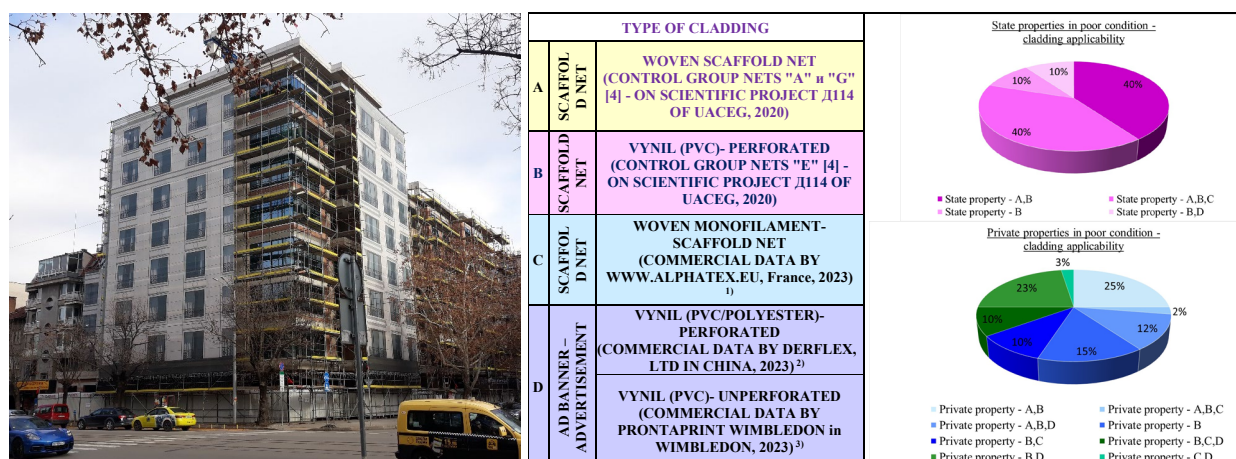 TYPE OF CLADDING
A
SCAFFOL
D NET
WOVEN SCAFFOLD NET
(CONTROL GROUP NETS "A" и "G"
[4] - ON SCIENTIFIC PROJECT Д114
OF UACEG, 2020)
B
SCAFFOLD
NET
VYNIL (PVC)- PERFORATED
(CONTROL GROUP NETS "E" [4] -
ON SCIENTIFIC PROJECT Д114 OF
UACEG, 2020)
C
SCAFFOL
D NET
WOVEN MONOFILAMENT-
SCAFFOLD NET
(COMMERCIAL DATA BY
WWW.ALPHATEX.EU, France, 2023)
1)
D
AD BANNER –
ADVERTISEMENT
VYNIL (PVC/POLYESTER)-
PERFORATED
(COMMERCIAL DATA BY DERFLEX,
LTD IN CHINA, 2023) 2)
VYNIL (PVC)- UNPERFORATED
(COMMERCIAL DATA BY
PRONTAPRINT WIMBLEDON in
WIMBLEDON, 2023) 3)
State properties in poor condition -
cladding applicability
10%
10%
40%
40%
State property - A,B
State property - A,B,C
State property - B
State property - B,D
Private properties in poor condition -
cladding applicability
3%
25%
23%
2%
10%
12%
10%
15%
Private property - A,B
Private property - A,B,C
Private property - A,B,D
Private property - B
Private property - B,C
Private property - B,C,D
Private property - B,D
Private property - C,D